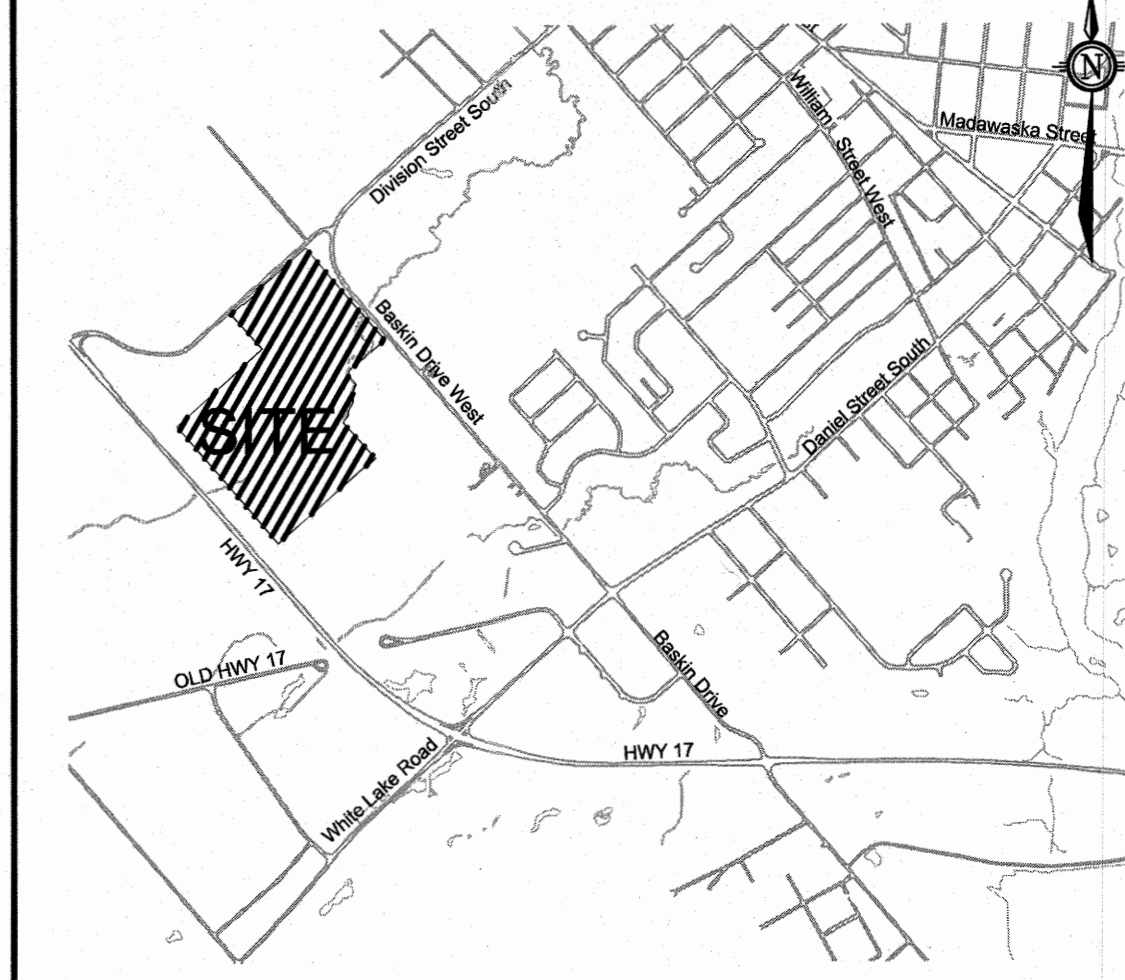 N
William Street West
Madawaska Street
Division Street South
Baskin Drive West
Daniel Street South
SITE
HWY 17
OLD HWY 17
Baskin Drive
HWY 17
White Lake Road